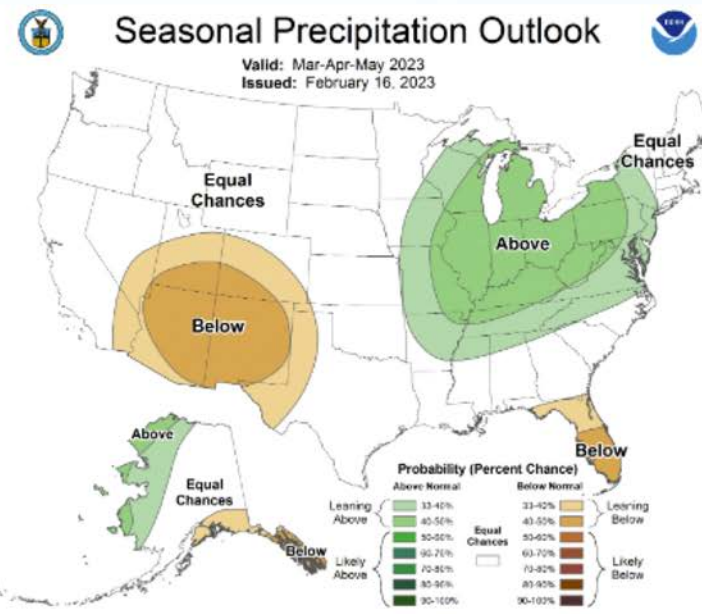 Seasonal Precipitation Outlook
Valid: Mar-Apr-May 2023
Issued: February 16, 2023
Equal
Chances
Equal
Chances
Above
Below
Above
Equal
Chances
Below
Below
Probability (Percent Chance)
Above Normal
Below Normal
Leaning
Above
33-40%
40-50%
Likely
Above
50-60%
60-70%
70-80%
80-90%
90-100%
Equal
Chances
33-40%
40-50%
Leaning
Below
50-60%
60-70%
70-80%
80-90%
90-100%
Likely
Below